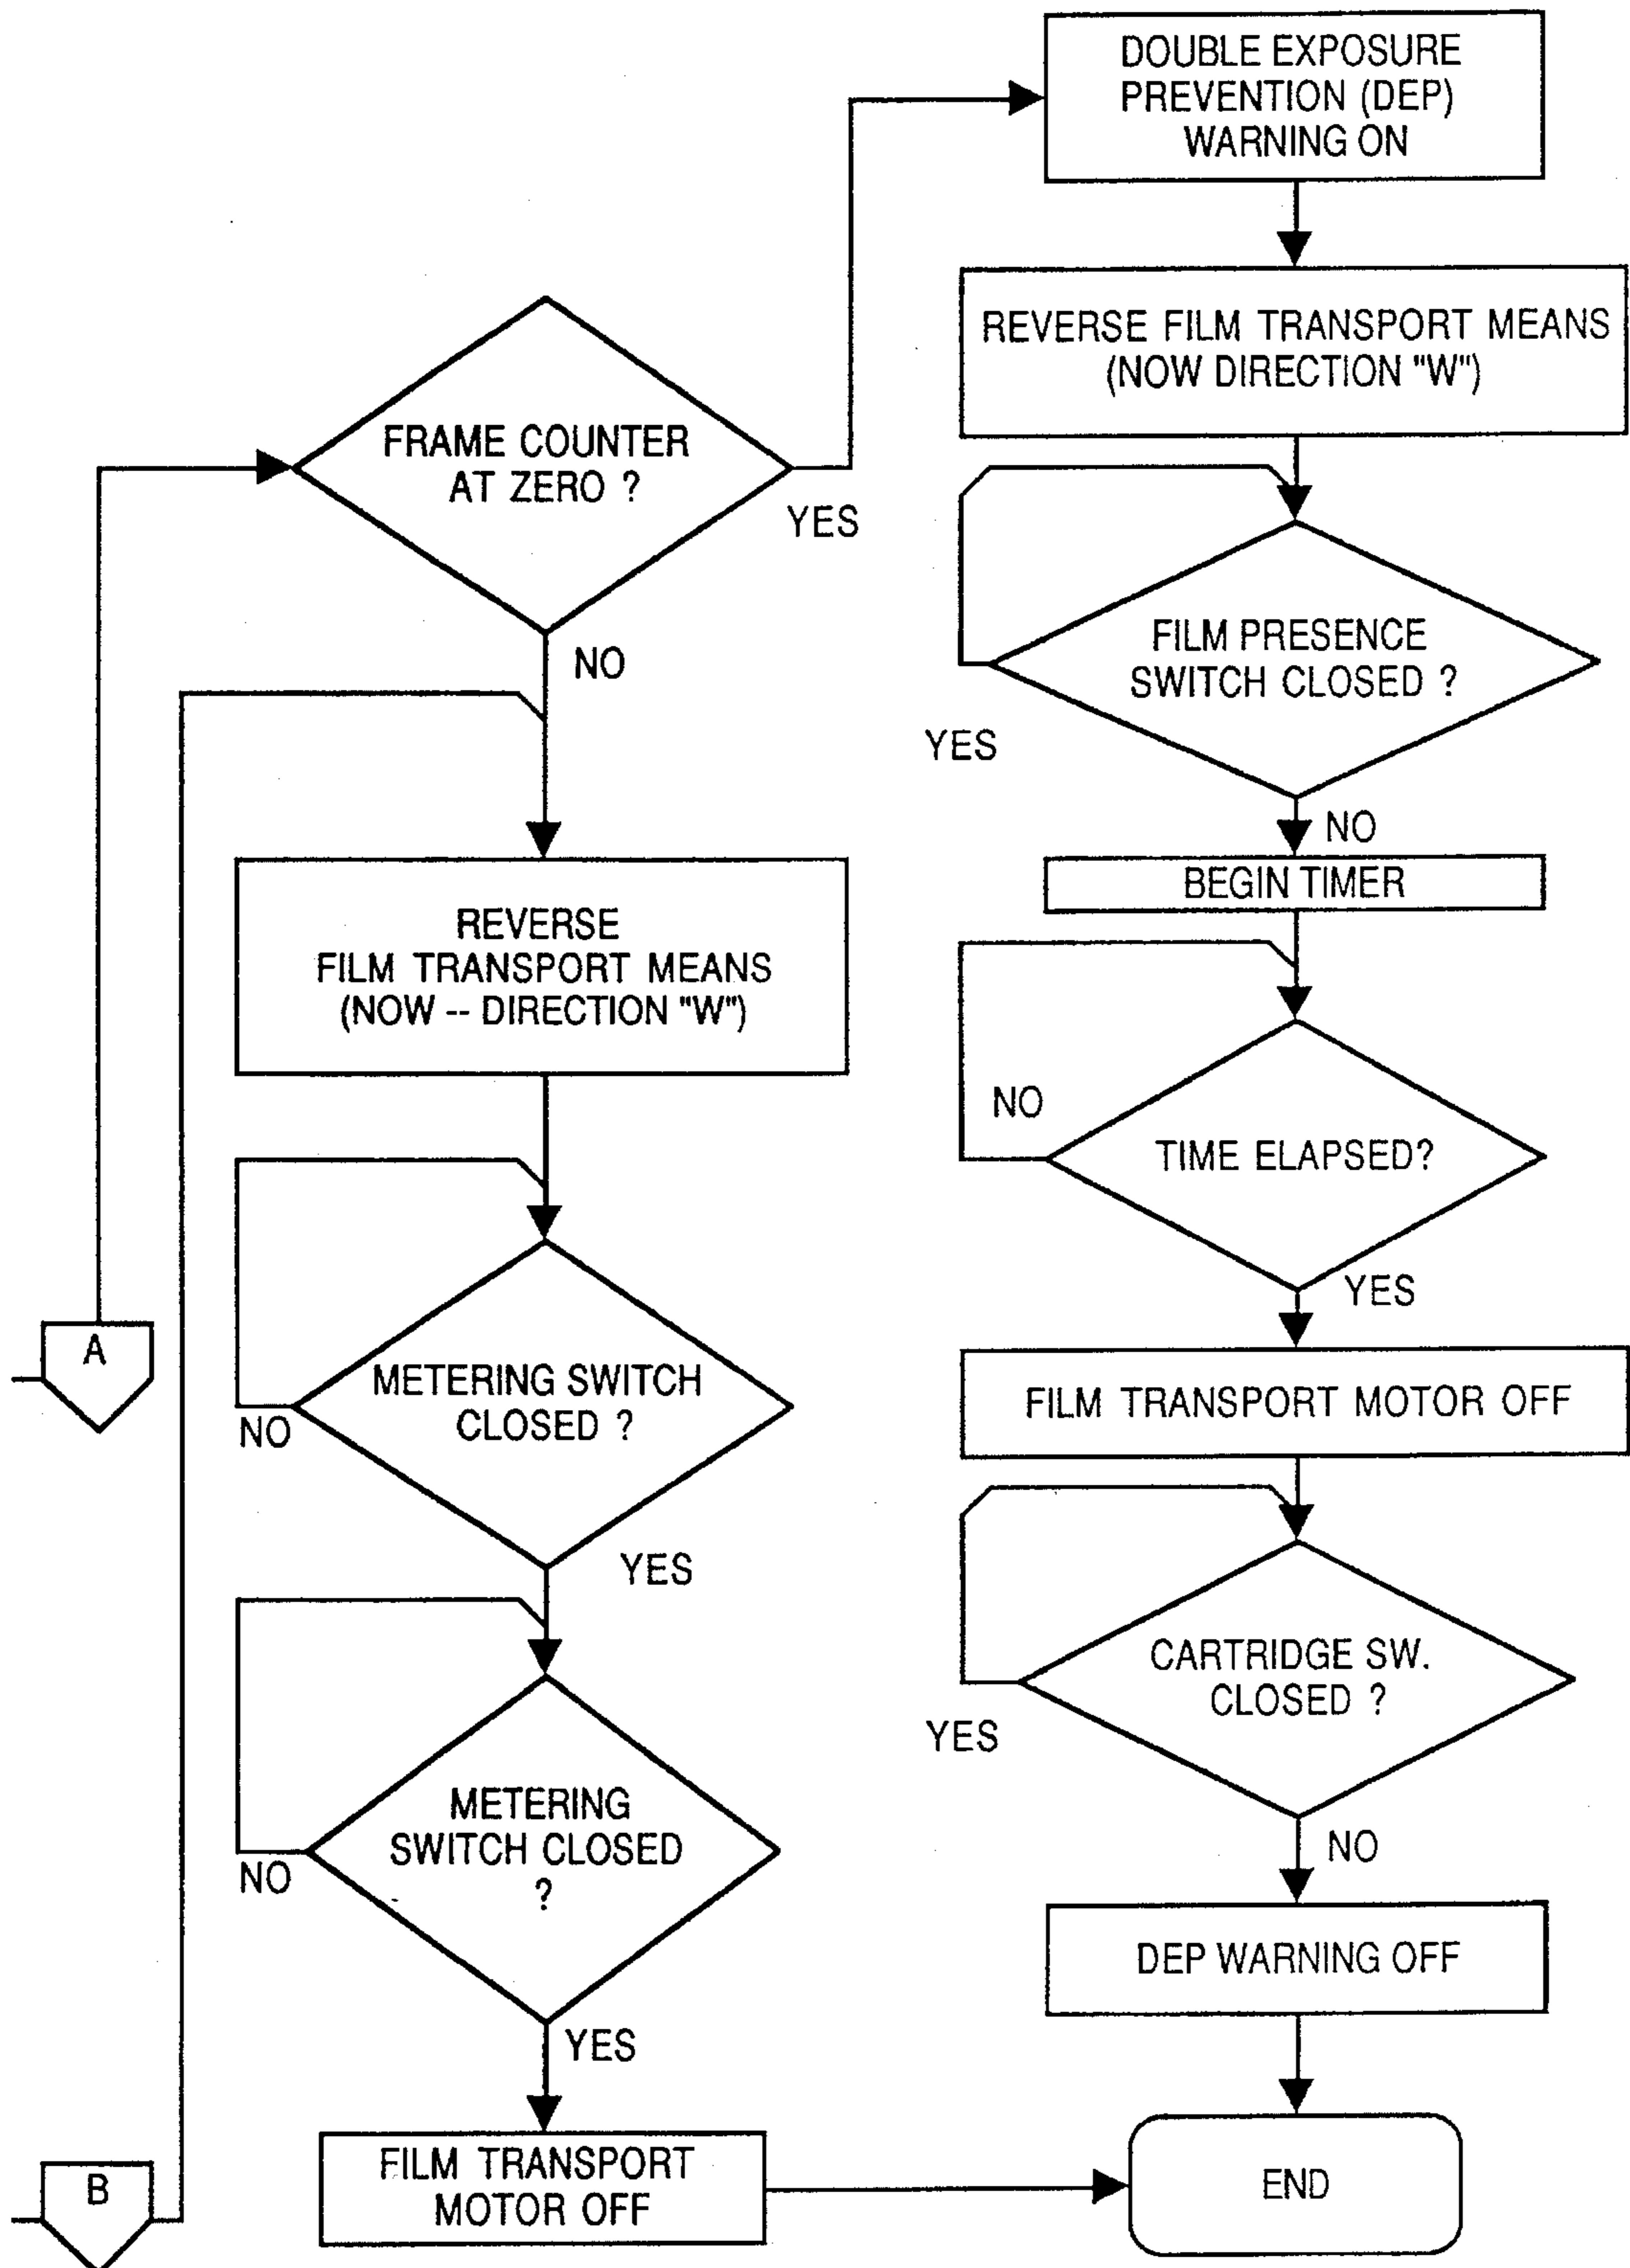 DOUBLE EXPOSURE
PREVENTION (DEP)
WARNING ON
REVERSE FILM TRANSPORT MEANS
(NOW DIRECTION "W")
FRAME COUNTER
AT ZERO ?
YES
NO
FILM PRESENCE
SWITCH CLOSED ?
YES
NO
BEGIN TIMER
REVERSE
FILM TRANSPORT MEANS
(NOW -- DIRECTION "W")
NO
TIME ELAPSED?
YES
A
METERING SWITCH
CLOSED ?
NO
YES
FILM TRANSPORT MOTOR OFF
CARTRIDGE SW.
CLOSED ?
YES
NO
METERING
SWITCH CLOSED
?
NO
YES
DEP WARNING OFF
B
FILM TRANSPORT
MOTOR OFF
END